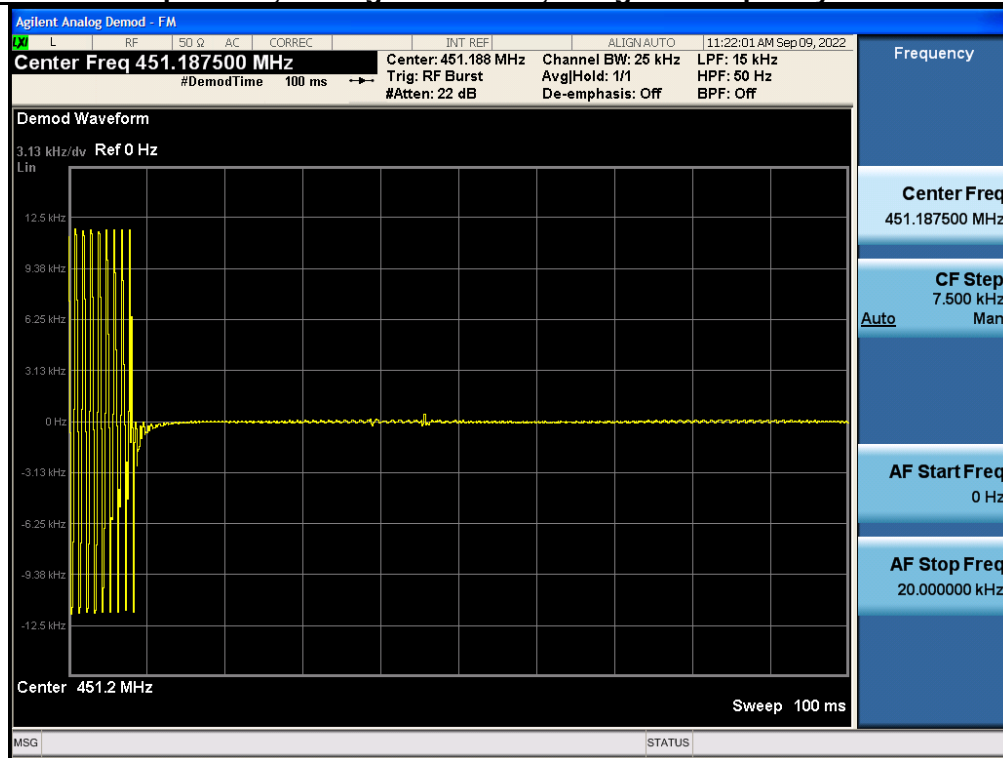 Agilent Analog Demod - FM
LXI L RF 50 Ω AC CORREC INT REF ALIGN AUTO 11:22:01 AM Sep 09, 2022
Center Freq 451.187500 MHz
#DemodTime 100 ms
Center: 451.188 MHz
Trig: RF Burst
#Atten: 22 dB
Channel BW: 25 kHz
Avg|Hold: 1/1
De-emphasis: Off
LPF: 15 kHz
HPF: 50 Hz
BPF: Off
Demod Waveform
3.13 kHz/dv Ref 0 Hz
Lin
12.5 kHz
9.38 kHz
6.25 kHz
3.13 kHz
0 Hz
-3.13 kHz
-6.25 kHz
-9.38 kHz
-12.5 kHz
Center 451.2 MHz
Sweep 100 ms
MSG STATUS
Frequency
Center Freq
451.187500 MHz
CF Step
7.500 kHz
Auto Man
AF Start Freq
0 Hz
AF Stop Freq
20.000000 kHz